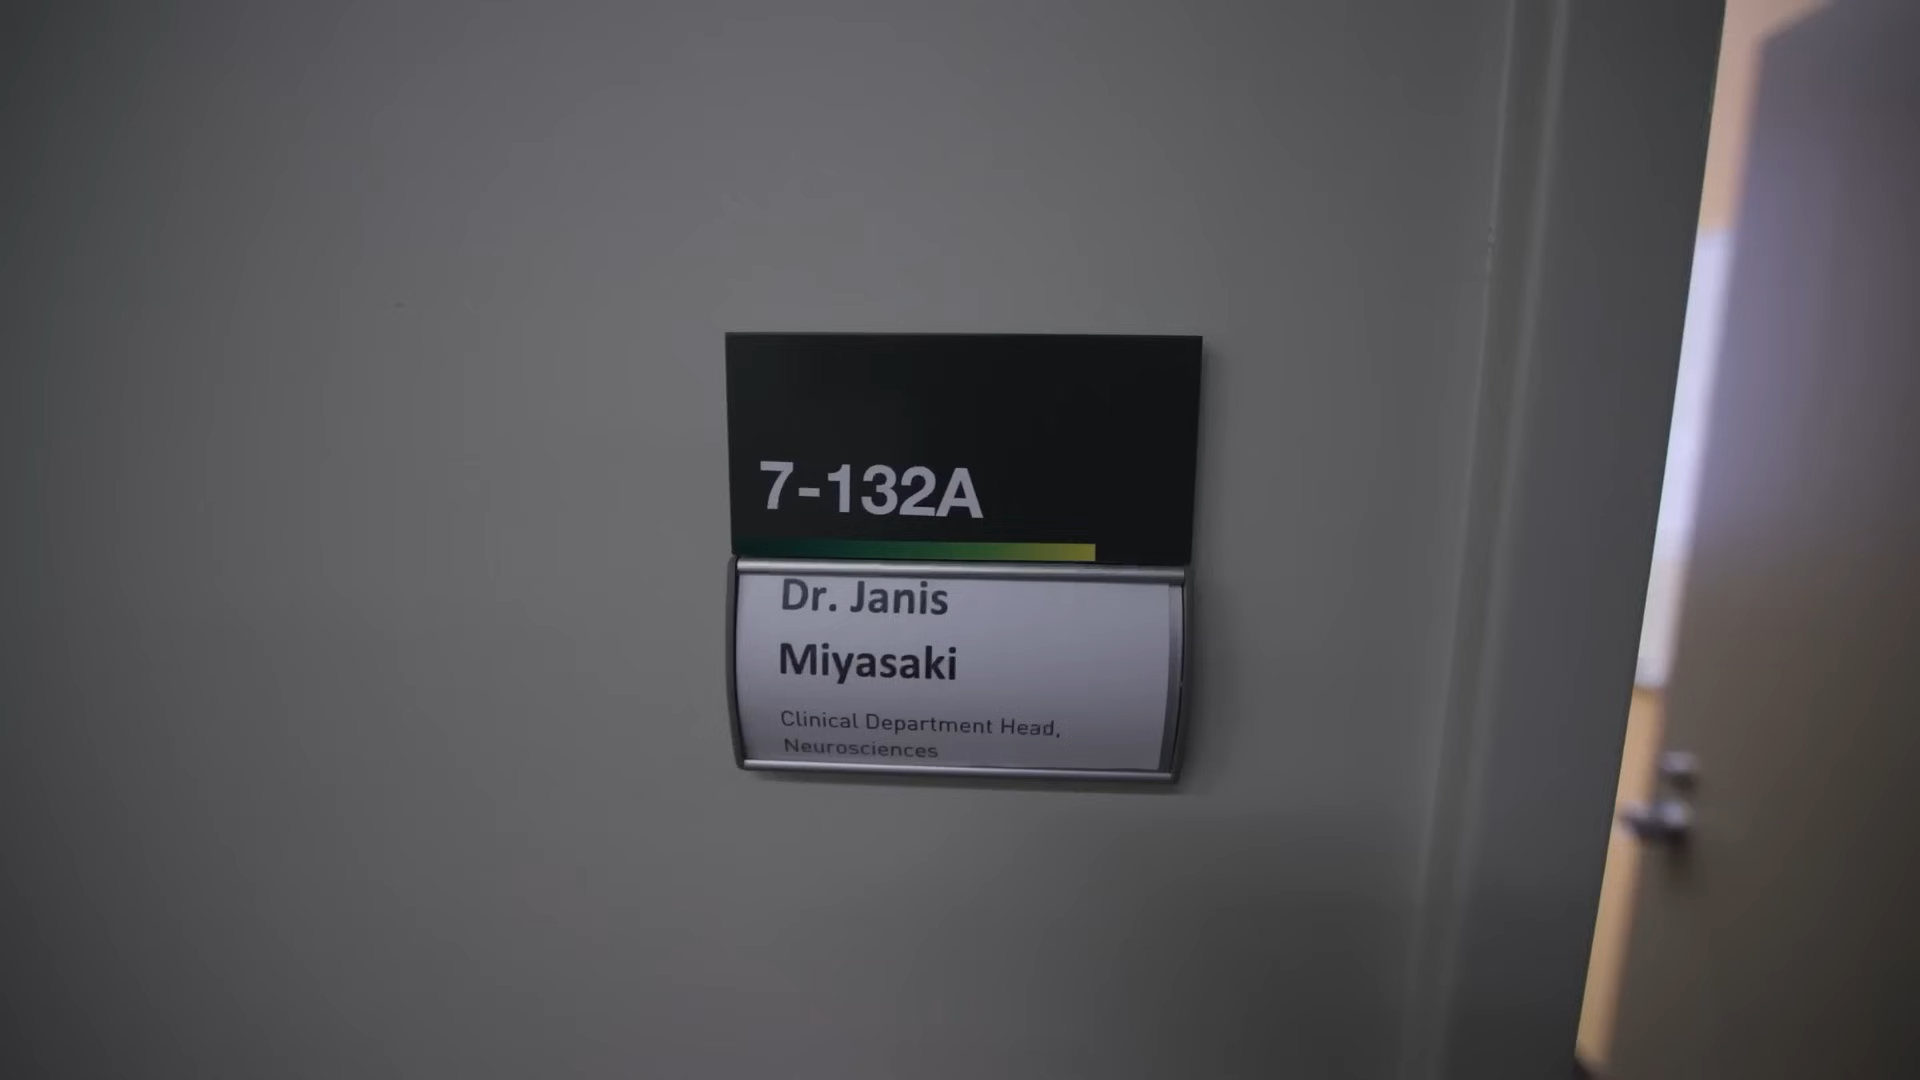 7-132A
Dr. Janis
Miyasaki
Clinical Department Head,
Neurosciences